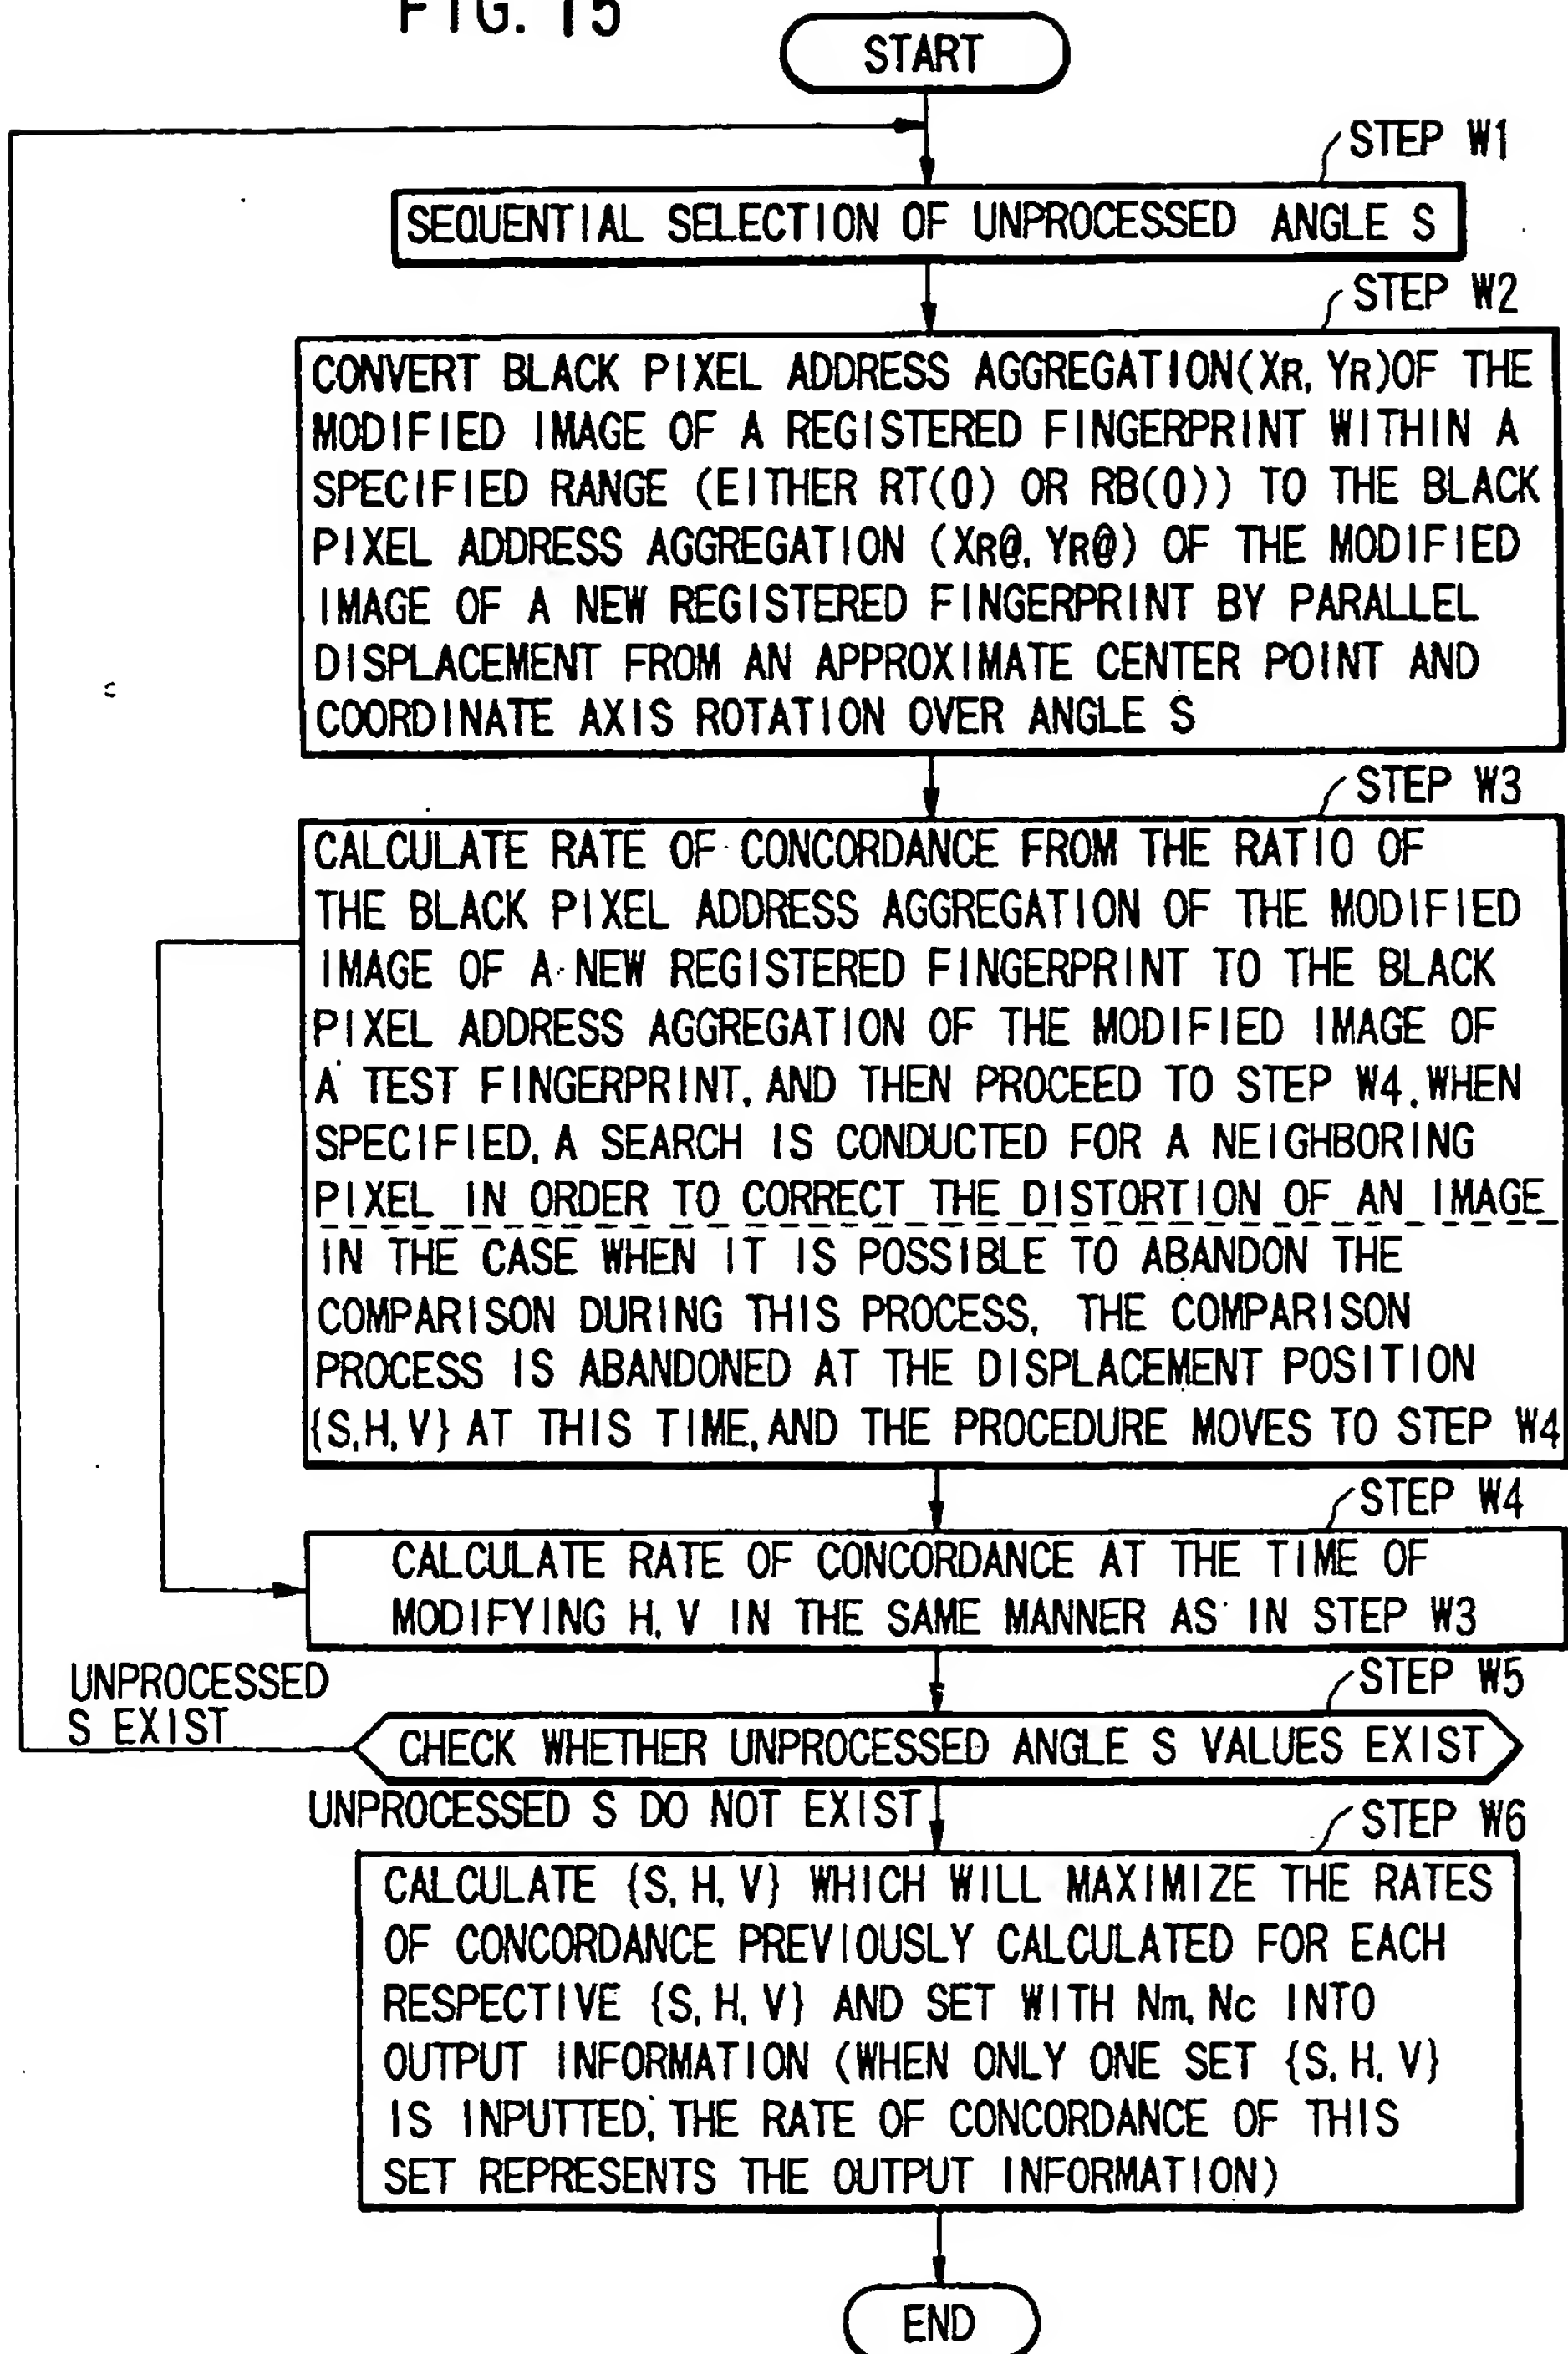 FIG. 15
START
STEP W1
SEQUENTIAL SELECTION OF UNPROCESSED ANGLE S
STEP W2
CONVERT BLACK PIXEL ADDRESS AGGREGATION(XR, YR)OF THE
MODIFIED IMAGE OF A REGISTERED FINGERPRINT WITHIN A
SPECIFIED RANGE (EITHER RT(0) OR RB(0)) TO THE BLACK
PIXEL ADDRESS AGGREGATION (XR@, YR@) OF THE MODIFIED
IMAGE OF A NEW REGISTERED FINGERPRINT BY PARALLEL
DISPLACEMENT FROM AN APPROXIMATE CENTER POINT AND
COORDINATE AXIS ROTATION OVER ANGLE S
STEP W3
CALCULATE RATE OF CONCORDANCE FROM THE RATIO OF
THE BLACK PIXEL ADDRESS AGGREGATION OF THE MODIFIED
IMAGE OF A NEW REGISTERED FINGERPRINT TO THE BLACK
PIXEL ADDRESS AGGREGATION OF THE MODIFIED IMAGE OF
A TEST FINGERPRINT, AND THEN PROCEED TO STEP W4. WHEN
SPECIFIED, A SEARCH IS CONDUCTED FOR A NEIGHBORING
PIXEL IN ORDER TO CORRECT THE DISTORTION OF AN IMAGE
IN THE CASE WHEN IT IS POSSIBLE TO ABANDON THE
COMPARISON DURING THIS PROCESS, THE COMPARISON
PROCESS IS ABANDONED AT THE DISPLACEMENT POSITION
{S, H, V} AT THIS TIME, AND THE PROCEDURE MOVES TO STEP W4
STEP W4
CALCULATE RATE OF CONCORDANCE AT THE TIME OF
MODIFYING H, V IN THE SAME MANNER AS IN STEP W3
UNPROCESSED
S EXIST
STEP W5
CHECK WHETHER UNPROCESSED ANGLE S VALUES EXIST
UNPROCESSED S DO NOT EXIST
STEP W6
CALCULATE {S, H, V} WHICH WILL MAXIMIZE THE RATES
OF CONCORDANCE PREVIOUSLY CALCULATED FOR EACH
RESPECTIVE {S, H, V} AND SET WITH Nm, Nc INTO
OUTPUT INFORMATION (WHEN ONLY ONE SET {S, H, V}
IS INPUTTED, THE RATE OF CONCORDANCE OF THIS
SET REPRESENTS THE OUTPUT INFORMATION)
END